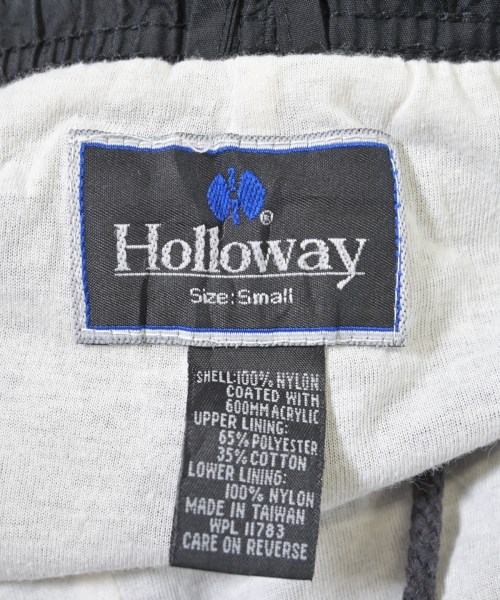 ®
Holloway
Size: Small
SHELL:100% NYLON
COATED WITH
600MM ACRYLIC
UPPER LINING:
65% POLYESTER
35% COTTON
LOWER LINING:
100% NYLON
MADE IN TAIWAN
WPL 11783
CARE ON REVERSE